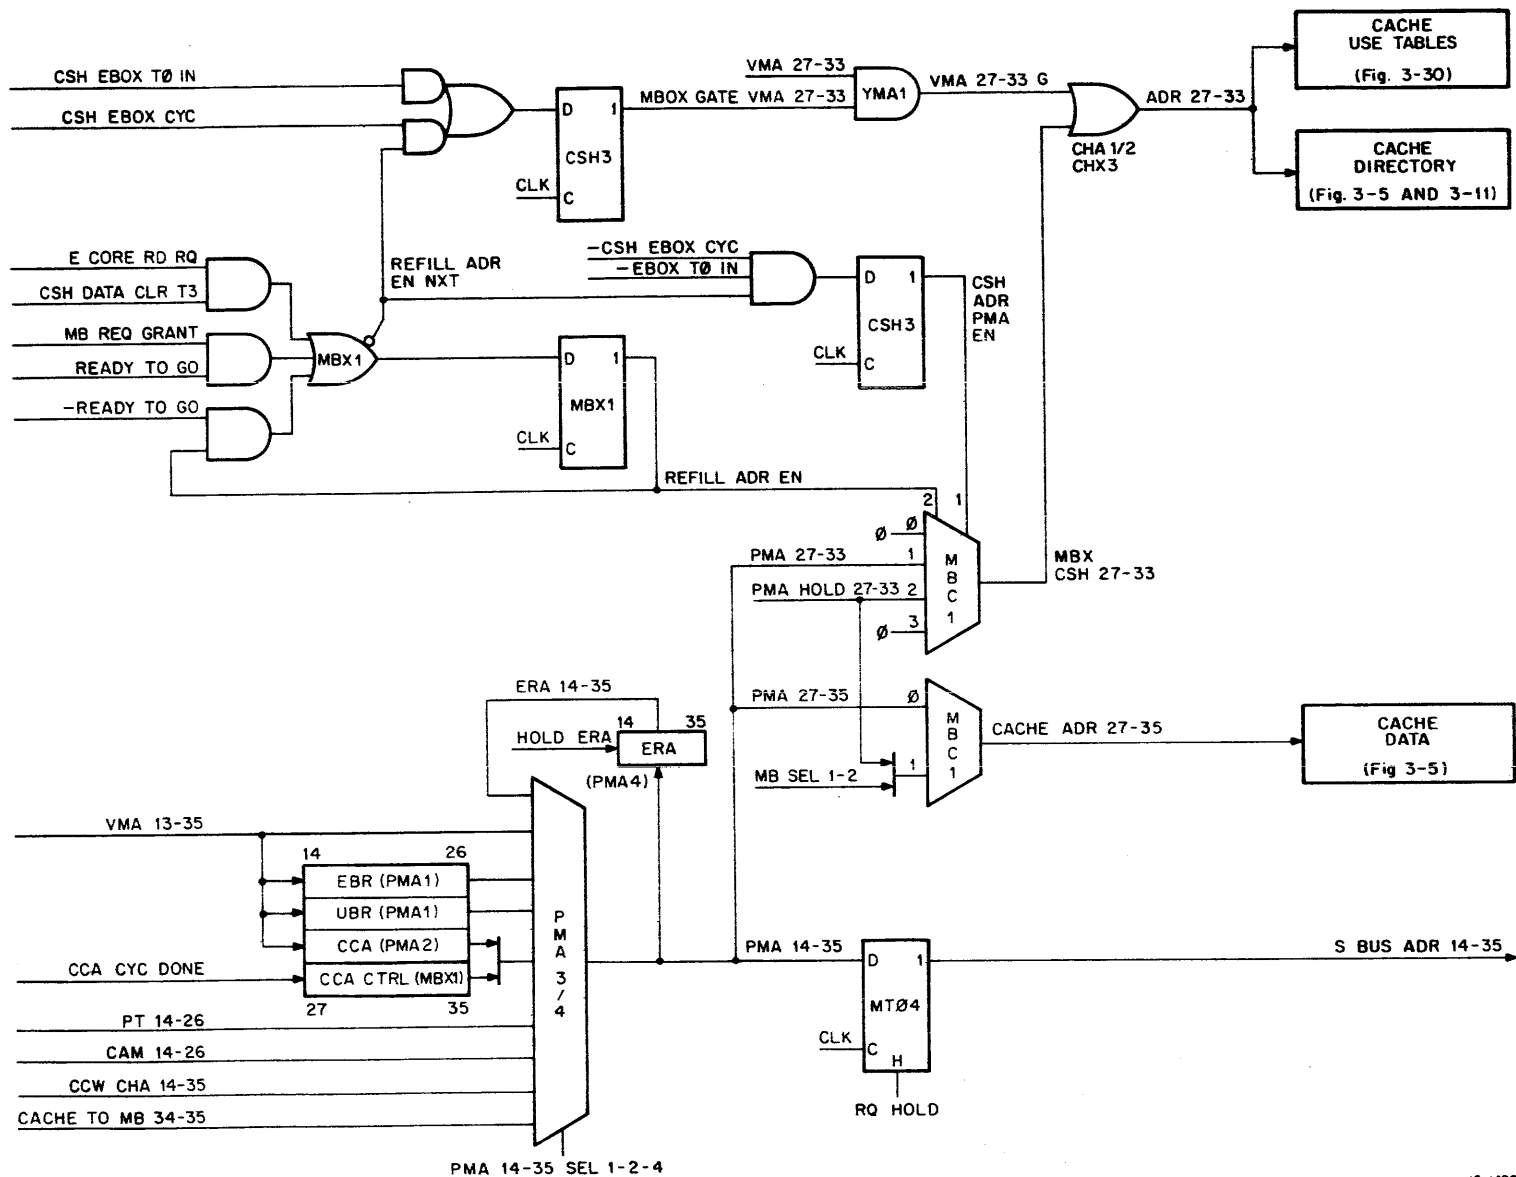 CACHE
USE TABLES
(Fig. 3-30)
CSH EBOX TØ IN
VMA 27-33
YMA1
VMA 27-33 G
ADR 27-33
CSH EBOX CYC
D 1
MBOX GATE VMA 27-33
CSH3
CLK
C
CHA 1/2
CHX3
CACHE
DIRECTORY
(Fig. 3-5 AND 3-11)
E CORE RD RQ
CSH DATA CLR T3
REFILL ADR
EN NXT
-CSH EBOX CYC
-EBOX TØ IN
D 1
CSH3
CLK
C
CSH
ADR
PMA
EN
MB REQ GRANT
READY TO GO
-READY TO GO
MBX1
D 1
MBX1
CLK
C
REFILL ADR EN
2 1
Ø Ø
PMA 27-33 1
PMA HOLD 27-33 2
Ø 3
MBC1
MBX
CSH 27-33
ERA 14-35
14 35
HOLD ERA
ERA
(PMA4)
PMA 27-35 Ø
MB SEL 1-2 1
MBC1
CACHE ADR 27-35
CACHE
DATA
(Fig 3-5)
VMA 13-35
14 26
EBR (PMA1)
UBR (PMA1)
CCA (PMA2)
CCA CYC DONE
CCA CTRL (MBX1)
27 35
PT 14-26
CAM 14-26
CCW CHA 14-35
CACHE TO MB 34-35
PMA 3/4
PMA 14-35 SEL 1-2-4
PMA 14-35
D 1
MTØ4
CLK
C
H
RQ HOLD
S BUS ADR 14-35